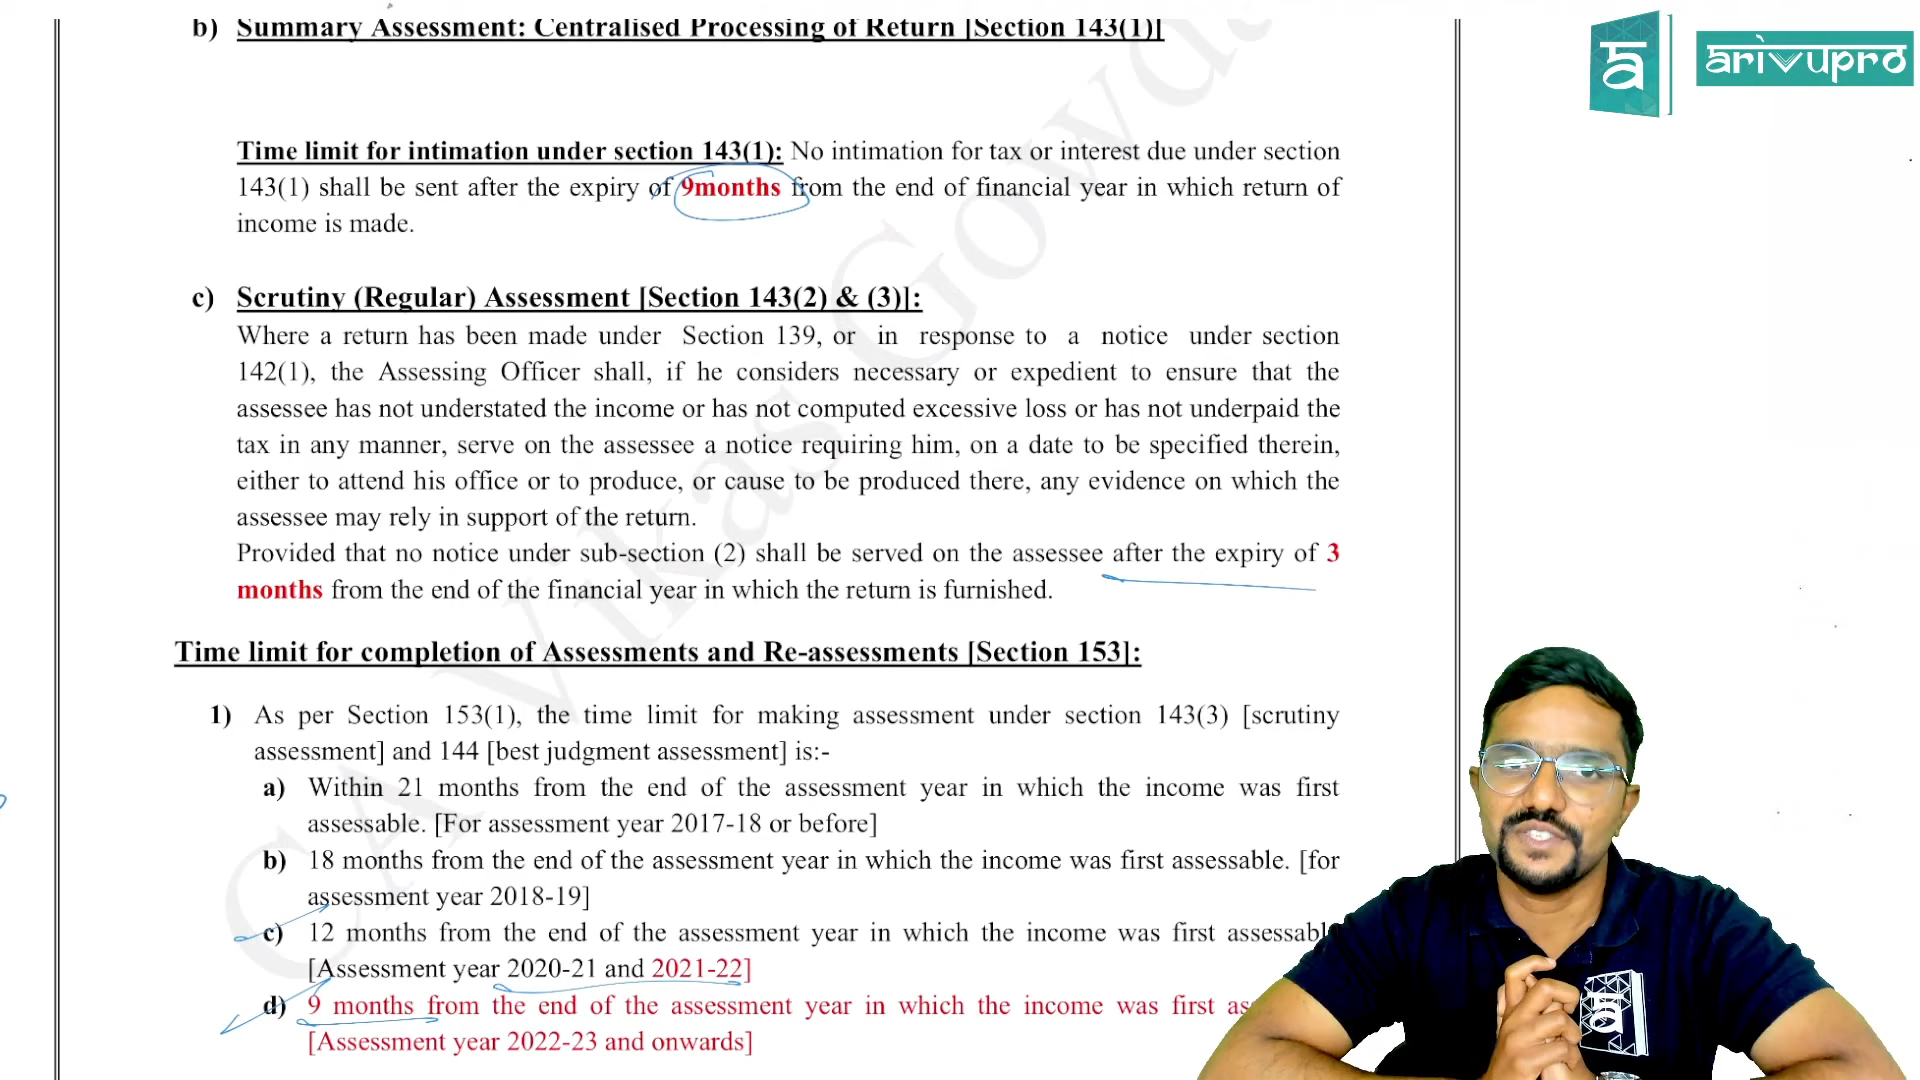 b) Summary Assessment: Centralised Processing of Return [Section 143(1)]
arivupro
Time limit for intimation under section 143(1): No intimation for tax or interest due under section
143(1) shall be sent after the expiry of 9months from the end of financial year in which return of
income is made.
c) Scrutiny (Regular) Assessment [Section 143(2) & (3)]:
Where a return has been made under Section 139, or in response to a notice under section
142(1), the Assessing Officer shall, if he considers necessary or expedient to ensure that the
assessee has not understated the income or has not computed excessive loss or has not underpaid the
tax in any manner, serve on the assessee a notice requiring him, on a date to be specified therein,
either to attend his office or to produce, or cause to be produced there, any evidence on which the
assessee may rely in support of the return.
Provided that no notice under sub-section (2) shall be served on the assessee after the expiry of 3
months from the end of the financial year in which the return is furnished.
Time limit for completion of Assessments and Re-assessments [Section 153]:
1) As per Section 153(1), the time limit for making assessment under section 143(3) [scrutiny
assessment] and 144 [best judgment assessment] is:-
a) Within 21 months from the end of the assessment year in which the income was first
assessable. [For assessment year 2017-18 or before]
b) 18 months from the end of the assessment year in which the income was first assessable. [for
assessment year 2018-19]
c) 12 months from the end of the assessment year in which the income was first
[Assessment year 2020-21 and 2021-22]
d) 9 months from the end of the assessment year in which the income was first
[Assessment year 2022-23 and onwards]
CA Vikas Gowda